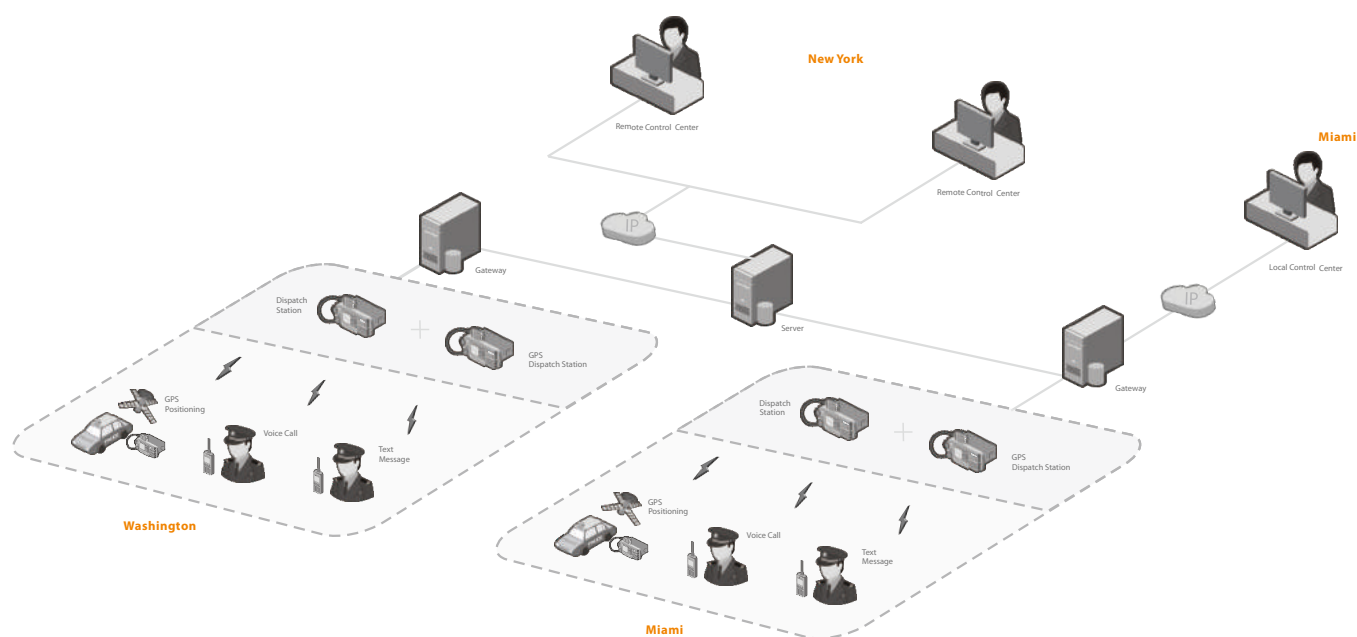 New York
Remote Control Center
Miami
Remote Control Center
IP
Gateway
Local Control Center
IP
Server
Dispatch
Station
GPS
Dispatch Station
Gateway
GPS
Positioning
Voice Call
Text
Message
Washington
Dispatch
Station
GPS
Dispatch Station
GPS
Positioning
Voice Call
Text
Message
Miami